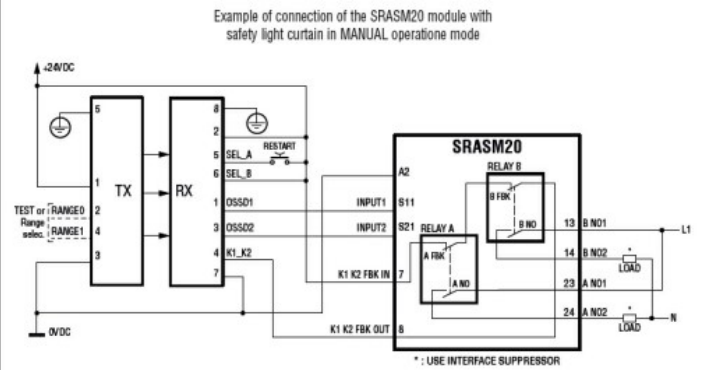 Example of connection of the SRASM20 module with
safety light curtain in MANUAL operatione mode
+24VDC
5
1
TX
TEST or RANGE0 2
Range
selec. RANGE1 4
3
0VDC
RX
8
2
5 SEL_A
RESTART
6 SEL_B
1 OSSD1
3 OSSD2
4 K1_K2
7
SRASM20
A2
INPUT1 S11
INPUT2 S21
K1 K2 FBK IN 7
K1 K2 FBK OUT 8
RELAY B
B FBK
B NO
RELAY A
A FBK
A NO
13 B NO1
L1
14 B NO2
*
LOAD
23 A NO1
24 A NO2
*
LOAD
N
* : USE INTERFACE SUPPRESSOR